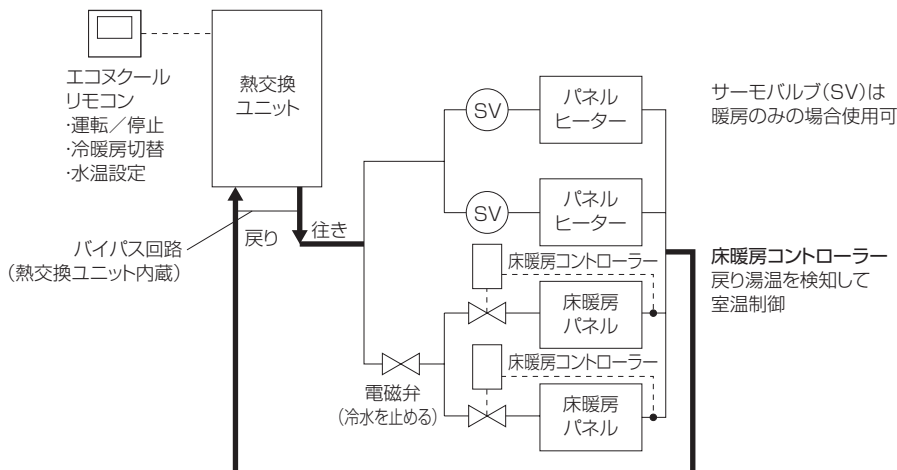 エコヌクール
リモコン
・運転／停止
・冷暖房切替
・水温設定
熱交換
ユニット
バイパス回路
（熱交換ユニット内蔵）
戻り
往き
SV
パネル
ヒーター
SV
パネル
ヒーター
サーモバルブ(SV)は
暖房のみの場合使用可
床暖房コントローラー
床暖房
パネル
床暖房コントローラー
床暖房
パネル
電磁弁
（冷水を止める）
床暖房コントローラー
戻り湯温を検知して
室温制御